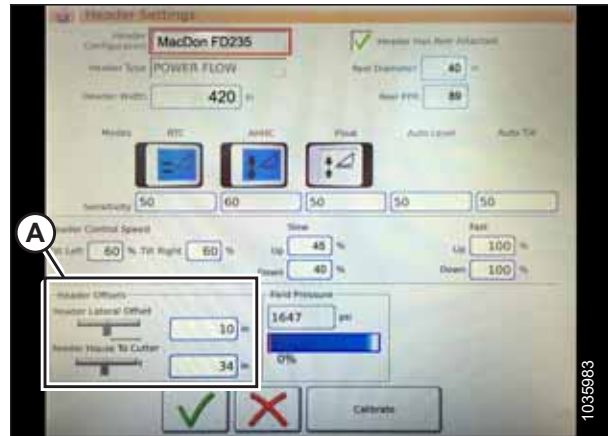 Header Settings
Header Configuration MacDon FD235 Header Has Reel Attached
Header Type POWER FLOW Reel Diameter 40 in
Header Width 420 in Reel PPR 89
Modes RTC AHHC Float Auto Level Auto Tilt
Sensitivity 50 60 50 50 50
Header Control Speed Slow Fast
Tilt Left 60 % Tilt Right 60 % Up 45 % Up 100 %
Down 40 % Down 100 %
A
Header Offsets Field Pressure
Header Lateral Offset 1647 psi
10 in
Feeder House To Cutter
34 in 0%
Calibrate
1035983